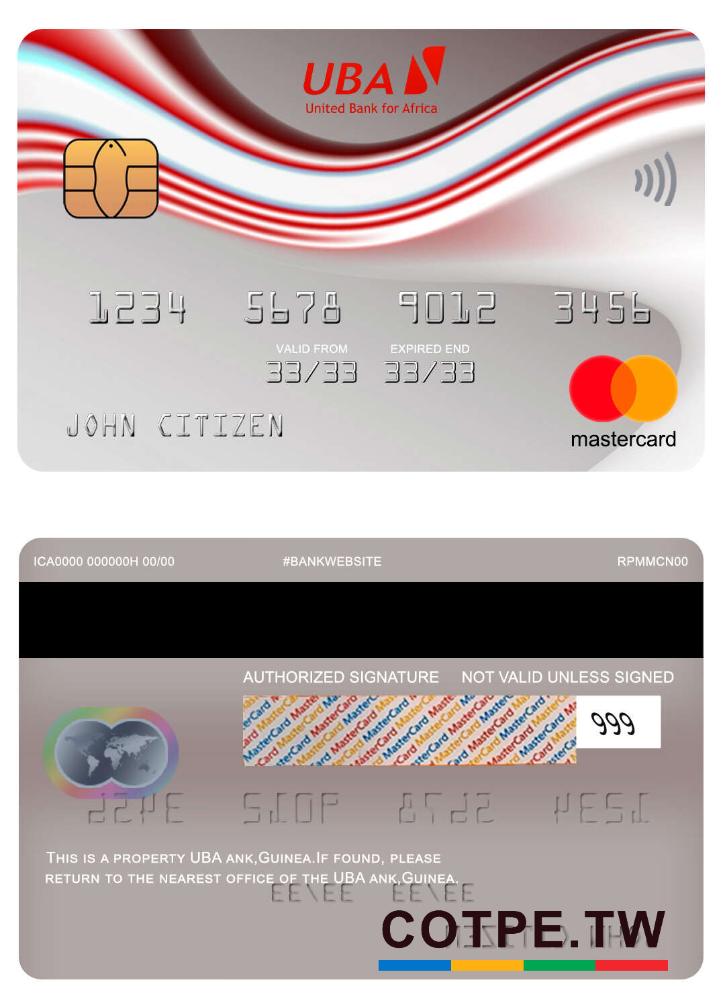 UBA
United Bank for Africa
1234 5678 9012 3456
VALID FROM EXPIRED END
33/33 33/33
JOHN CITIZEN
mastercard
ICA0000 000000H 00/00 #BANKWEBSITE RPMMCN00
AUTHORIZED SIGNATURE NOT VALID UNLESS SIGNED
MasterCard
999
THIS IS A PROPERTY UBA ANK,GUINEA.IF FOUND, PLEASE
RETURN TO THE NEAREST OFFICE OF THE UBA ANK,GUINEA.
COTPE.TW